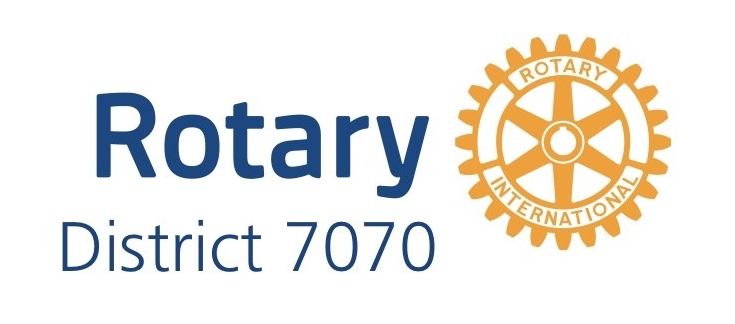 Rotary
District 7070
ROTARY
INTERNATIONAL